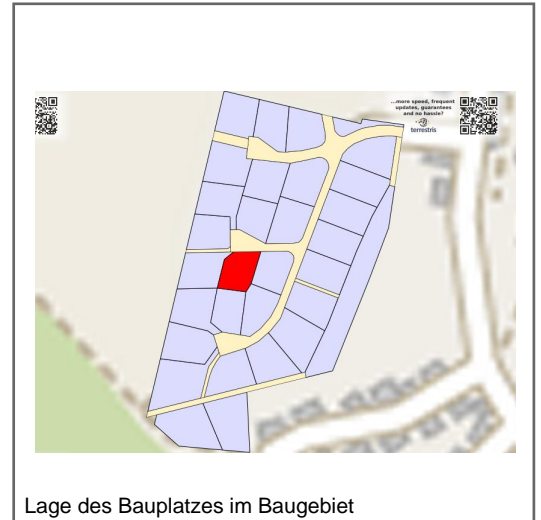 ...more speed, frequent
updates, guarantees
and no hassle?
terrestris
Lage des Bauplatzes im Baugebiet